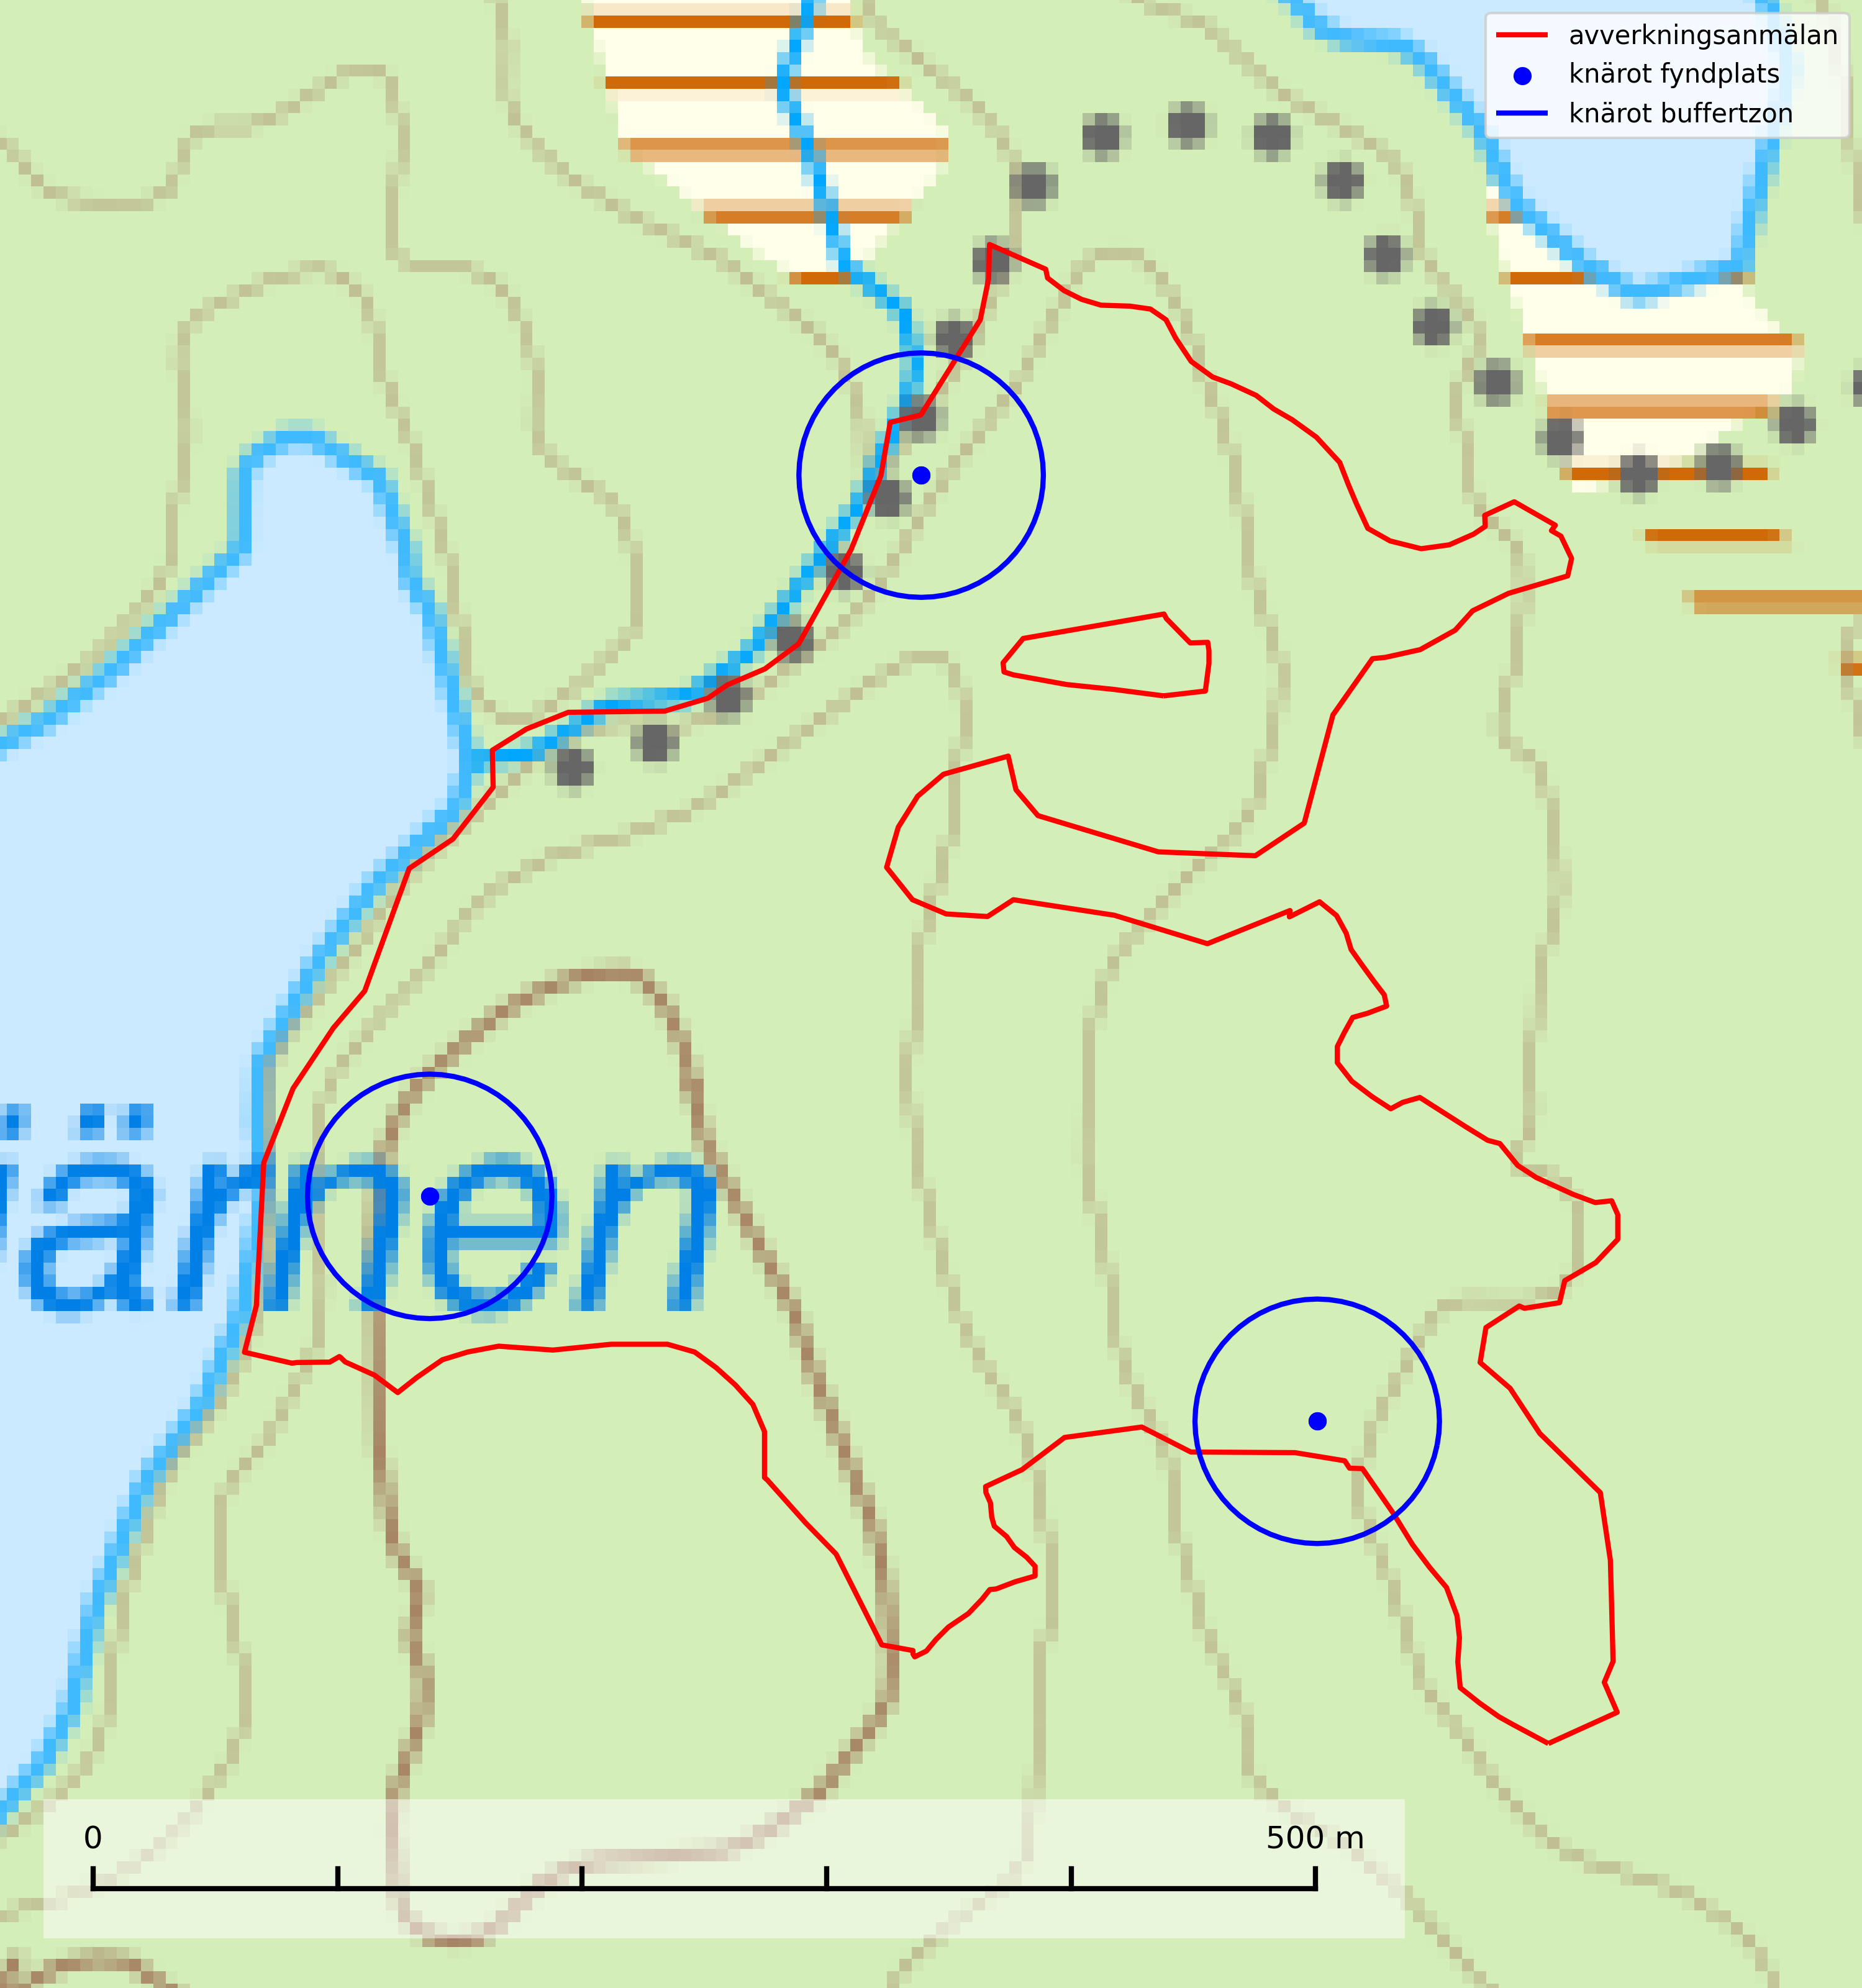 avverkningsanmälan
knärot fyndplats
knärot buffertzon
0 500 m